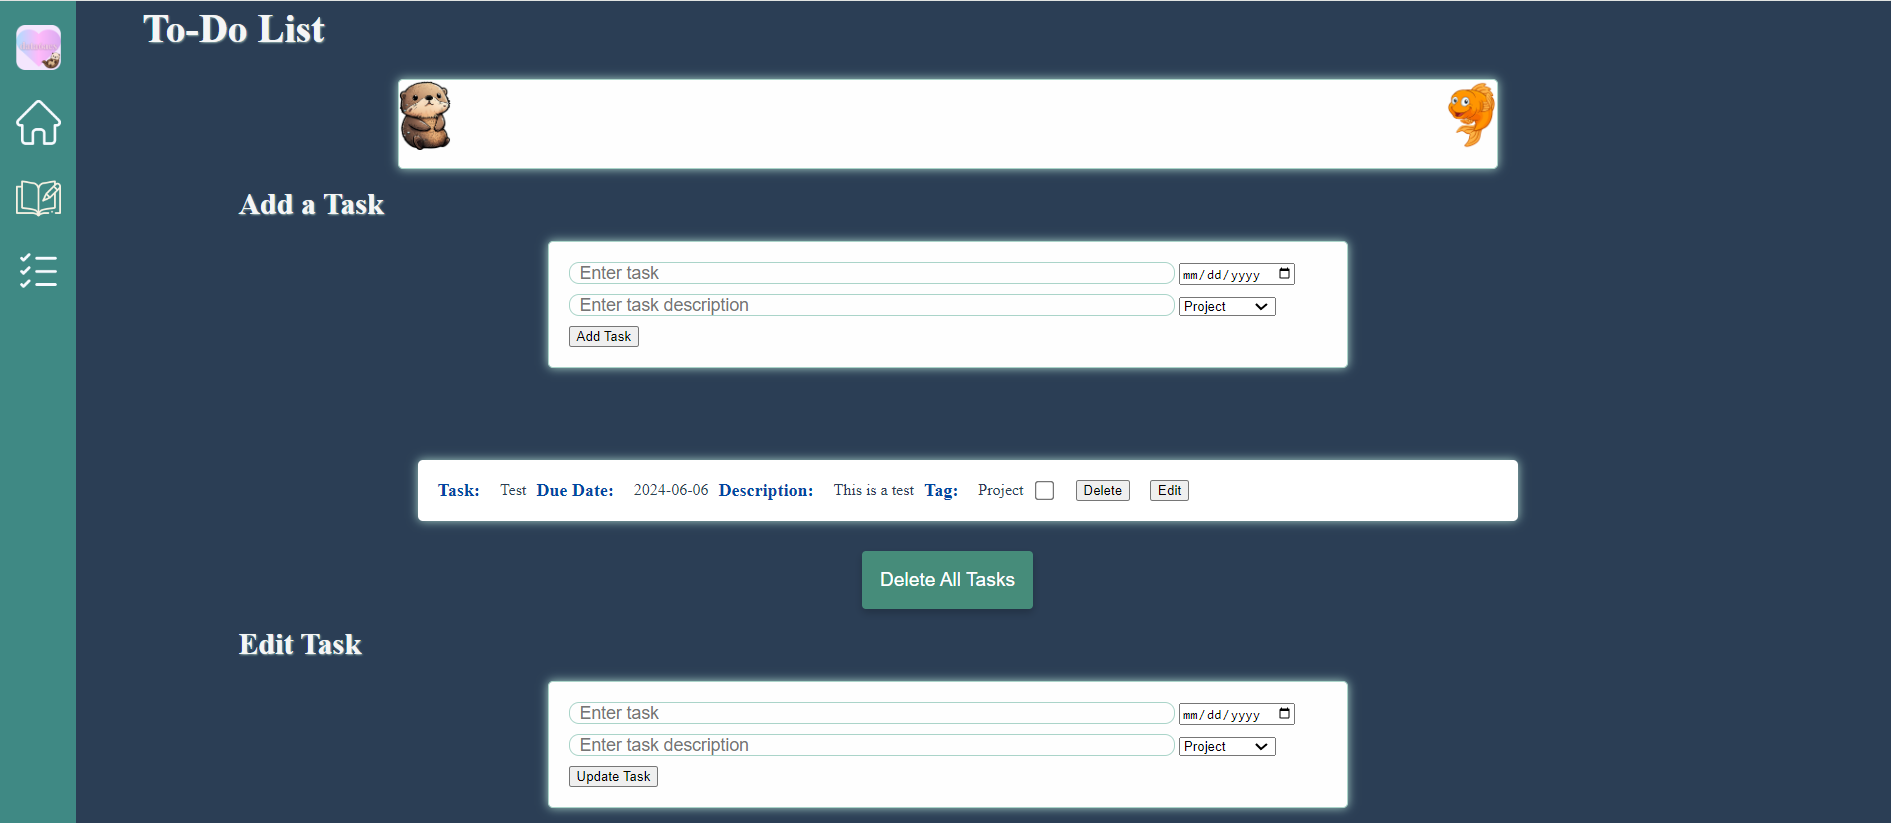 To-Do List
Add a Task
Enter task mm/dd/yyyy
Enter task description Project
Add Task
Task: Test Due Date: 2024-06-06 Description: This is a test Tag: Project Delete Edit
Delete All Tasks
Edit Task
Enter task mm/dd/yyyy
Enter task description Project
Update Task